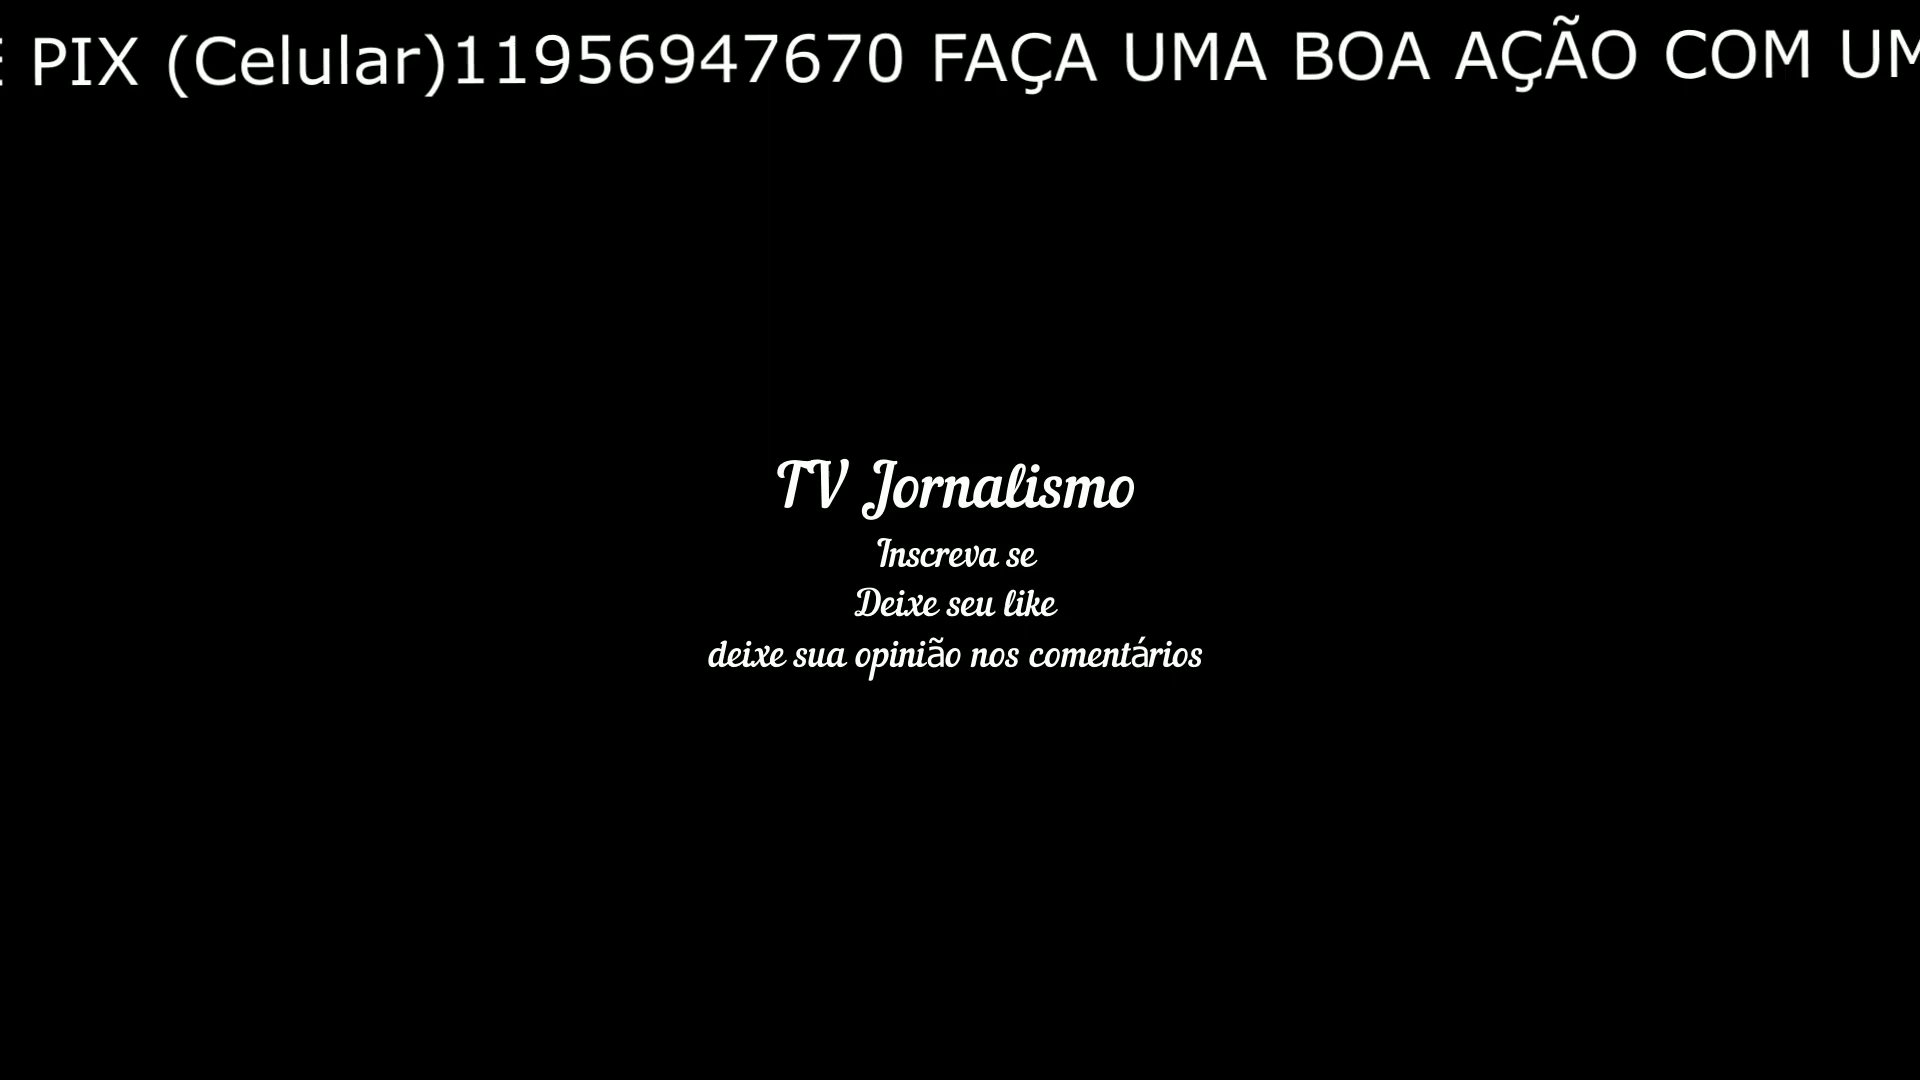 PIX (Celular)11956947670 FAÇA UMA BOA AÇÃO COM
TV Jornalismo
Inscreva se
Deixe seu like
deixe sua opinião nos comentários